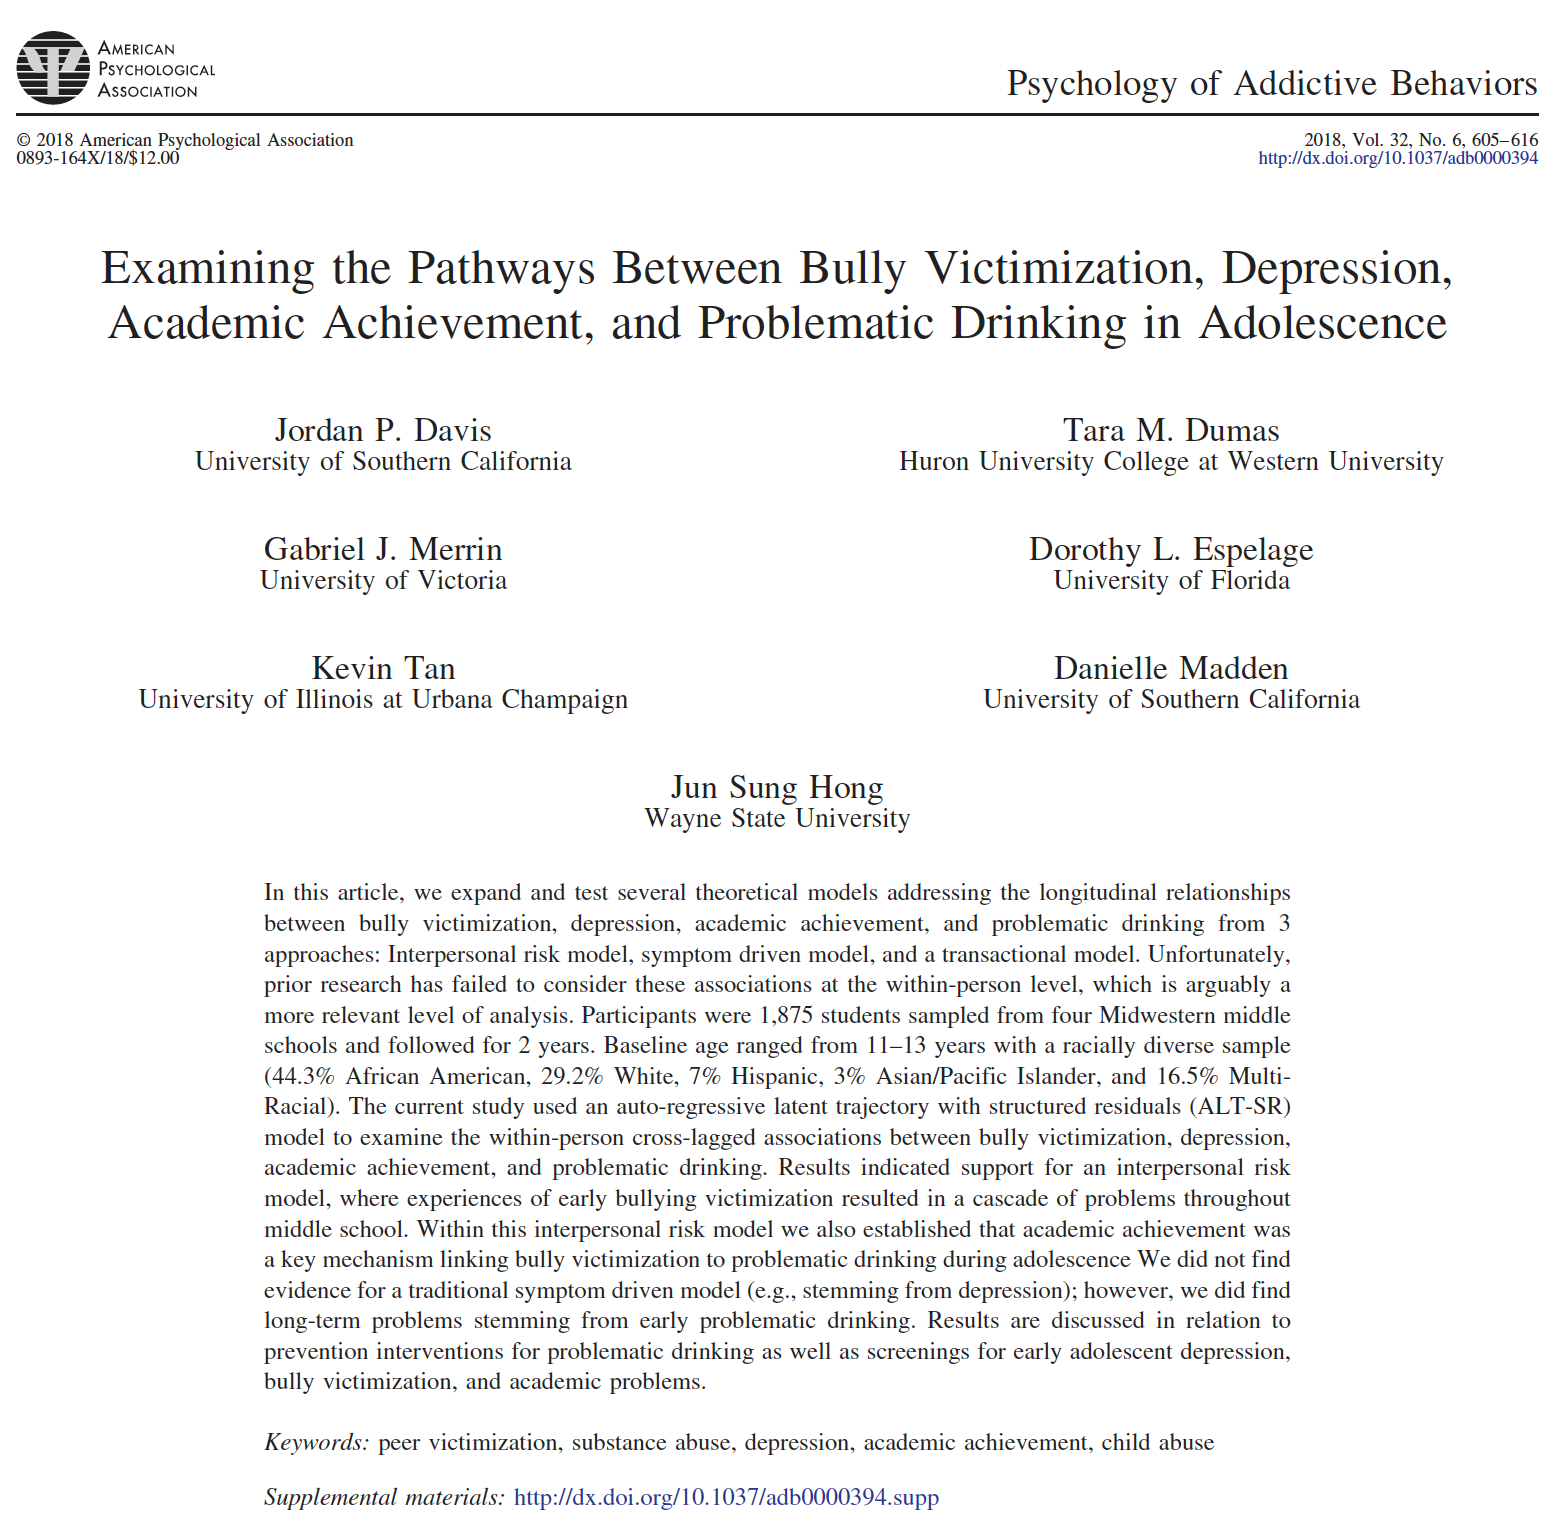 AMERICAN
PSYCHOLOGICAL
ASSOCIATION
Psychology of Addictive Behaviors
© 2018 American Psychological Association
0893-164X/18/$12.00
2018, Vol. 32, No. 6, 605–616
http://dx.doi.org/10.1037/adb0000394
Examining the Pathways Between Bully Victimization, Depression,
Academic Achievement, and Problematic Drinking in Adolescence
Jordan P. Davis
University of Southern California
Tara M. Dumas
Huron University College at Western University
Gabriel J. Merrin
University of Victoria
Dorothy L. Espelage
University of Florida
Kevin Tan
University of Illinois at Urbana Champaign
Danielle Madden
University of Southern California
Jun Sung Hong
Wayne State University
In this article, we expand and test several theoretical models addressing the longitudinal relationships
between bully victimization, depression, academic achievement, and problematic drinking from 3
approaches: Interpersonal risk model, symptom driven model, and a transactional model. Unfortunately,
prior research has failed to consider these associations at the within-person level, which is arguably a
more relevant level of analysis. Participants were 1,875 students sampled from four Midwestern middle
schools and followed for 2 years. Baseline age ranged from 11–13 years with a racially diverse sample
(44.3% African American, 29.2% White, 7% Hispanic, 3% Asian/Pacific Islander, and 16.5% Multi-
Racial). The current study used an auto-regressive latent trajectory with structured residuals (ALT-SR)
model to examine the within-person cross-lagged associations between bully victimization, depression,
academic achievement, and problematic drinking. Results indicated support for an interpersonal risk
model, where experiences of early bullying victimization resulted in a cascade of problems throughout
middle school. Within this interpersonal risk model we also established that academic achievement was
a key mechanism linking bully victimization to problematic drinking during adolescence We did not find
evidence for a traditional symptom driven model (e.g., stemming from depression); however, we did find
long-term problems stemming from early problematic drinking. Results are discussed in relation to
prevention interventions for problematic drinking as well as screenings for early adolescent depression,
bully victimization, and academic problems.
Keywords: peer victimization, substance abuse, depression, academic achievement, child abuse
Supplemental materials: http://dx.doi.org/10.1037/adb0000394.supp